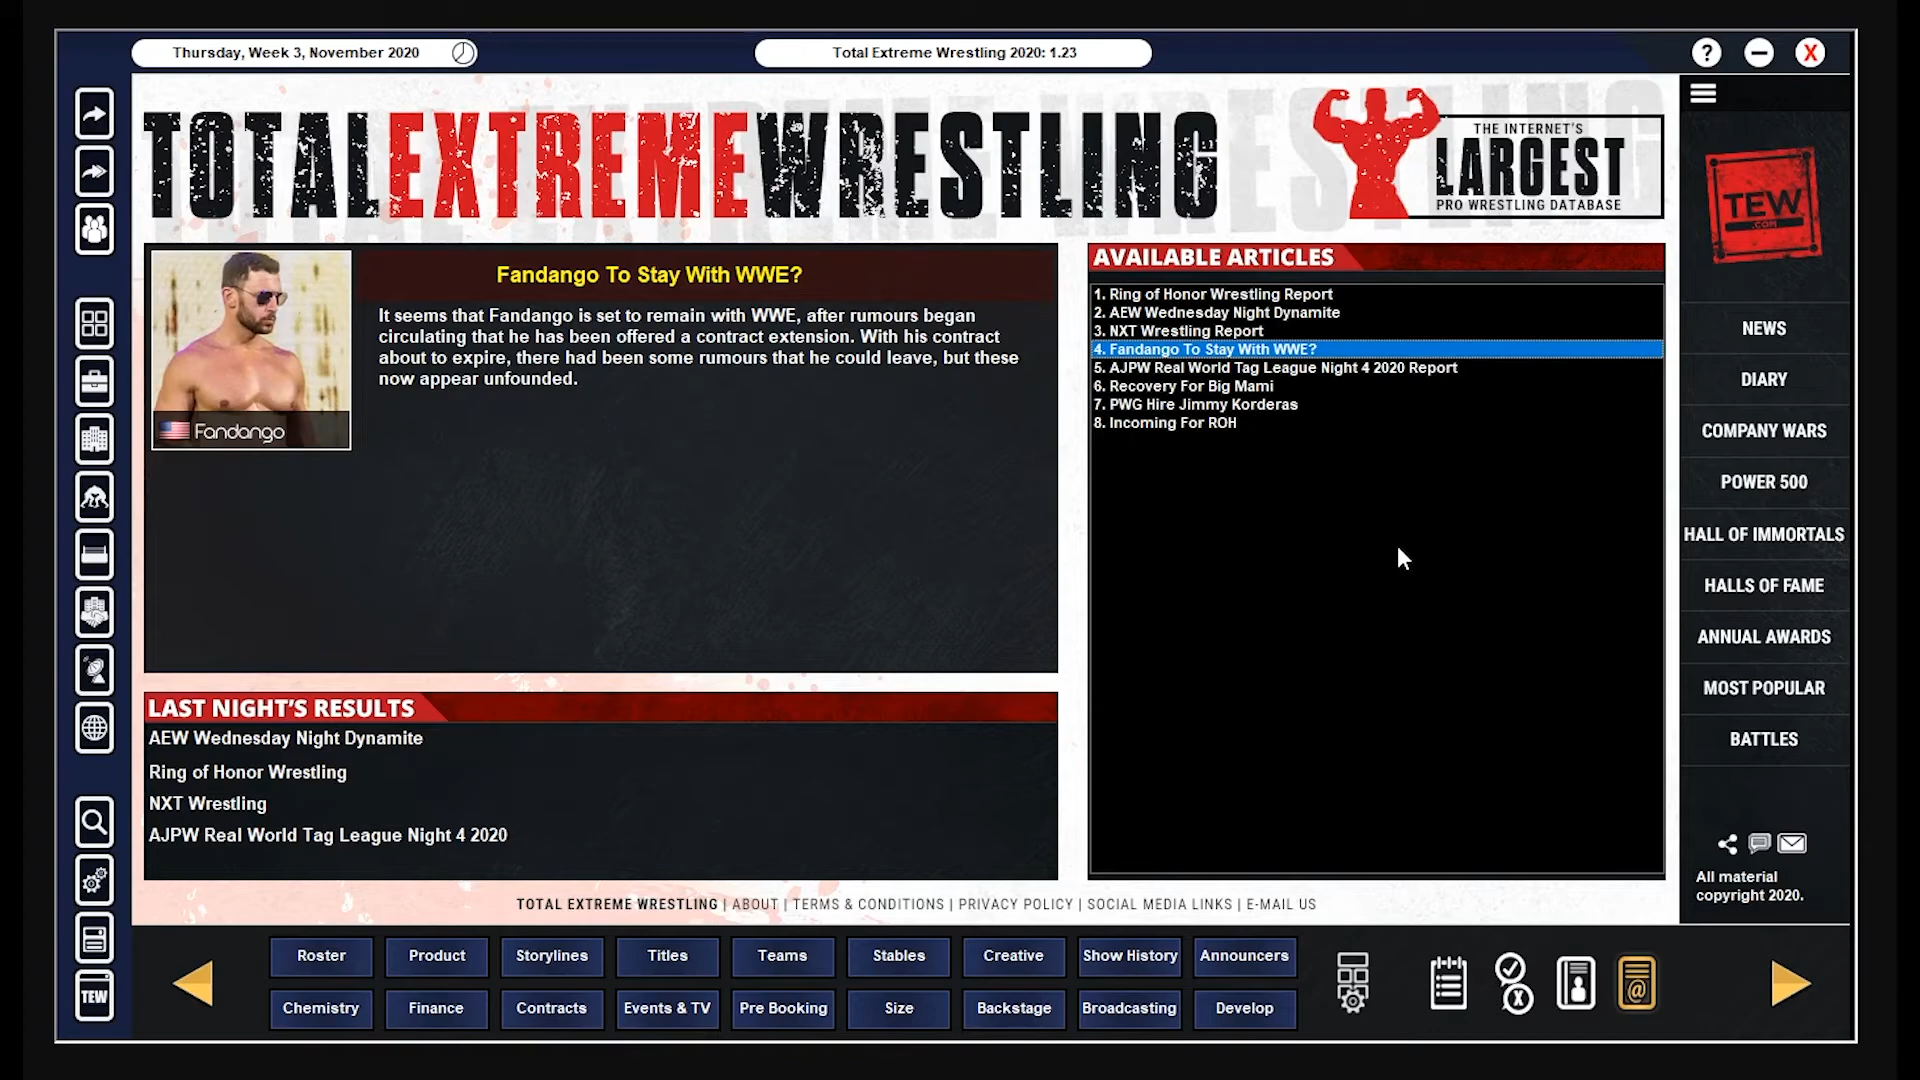 Thursday, Week 3, November 2020
Total Extreme Wrestling 2020: 1.23
?
X
TOTALEXTREMEWRESTLING
THE INTERNET'S
LARGEST
PRO WRESTLING DATABASE
TEW
.COM
Fandango To Stay With WWE?
It seems that Fandango is set to remain with WWE, after rumours began
circulating that he has been offered a contract extension. With his contract
about to expire, there had been some rumours that he could leave, but these
now appear unfounded.
Fandango
AVAILABLE ARTICLES
1. Ring of Honor Wrestling Report
2. AEW Wednesday Night Dynamite
3. NXT Wrestling Report
4. Fandango To Stay With WWE?
5. AJPW Real World Tag League Night 4 2020 Report
6. Recovery For Big Mami
7. PWG Hire Jimmy Korderas
8. Incoming For ROH
NEWS
DIARY
COMPANY WARS
POWER 500
HALL OF IMMORTALS
HALLS OF FAME
ANNUAL AWARDS
MOST POPULAR
BATTLES
LAST NIGHT'S RESULTS
AEW Wednesday Night Dynamite
Ring of Honor Wrestling
NXT Wrestling
AJPW Real World Tag League Night 4 2020
All material
copyright 2020.
TOTAL EXTREME WRESTLING | ABOUT | TERMS & CONDITIONS | PRIVACY POLICY | SOCIAL MEDIA LINKS | E-MAIL US
TEW
Roster Product Storylines Titles Teams Stables Creative Show History Announcers
Chemistry Finance Contracts Events & TV Pre Booking Size Backstage Broadcasting Develop